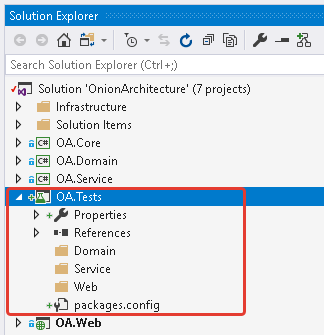 Solution Explorer
Search Solution Explorer (Ctrl+;)
Solution 'OnionArchitecture' (7 projects)
Infrastructure
Solution Items
C# OA.Core
C# OA.Domain
C# OA.Service
OA.Tests
Properties
References
Domain
Service
Web
packages.config
OA.Web